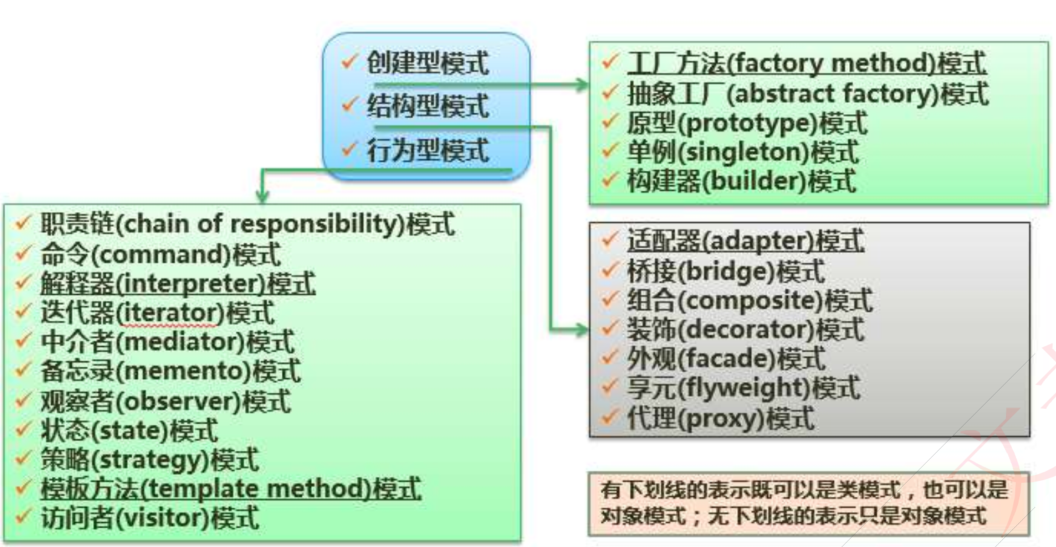 创建型模式
结构型模式
行为型模式
工厂方法(factory method)模式
抽象工厂(abstract factory)模式
原型(prototype)模式
单例(singleton)模式
构建器(builder)模式
职责链(chain of responsibility)模式
命令(command)模式
解释器(interpreter)模式
迭代器(iterator)模式
中介者(mediator)模式
备忘录(memento)模式
观察者(observer)模式
状态(state)模式
策略(strategy)模式
模板方法(template method)模式
访问者(visitor)模式
适配器(adapter)模式
桥接(bridge)模式
组合(composite)模式
装饰(decorator)模式
外观(facade)模式
享元(flyweight)模式
代理(proxy)模式
有下划线的表示既可以是类模式，也可以是
对象模式；无下划线的表示只是对象模式